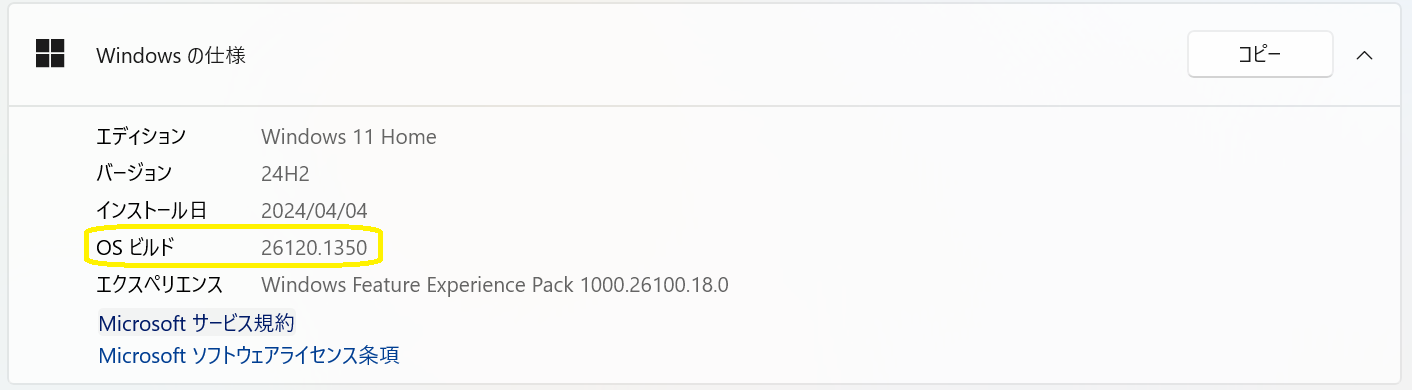 Windows の仕様
コピー
エディション Windows 11 Home
バージョン 24H2
インストール日 2024/04/04
OS ビルド 26120.1350
エクスペリエンス Windows Feature Experience Pack 1000.26100.18.0
Microsoft サービス規約
Microsoft ソフトウェアライセンス条項